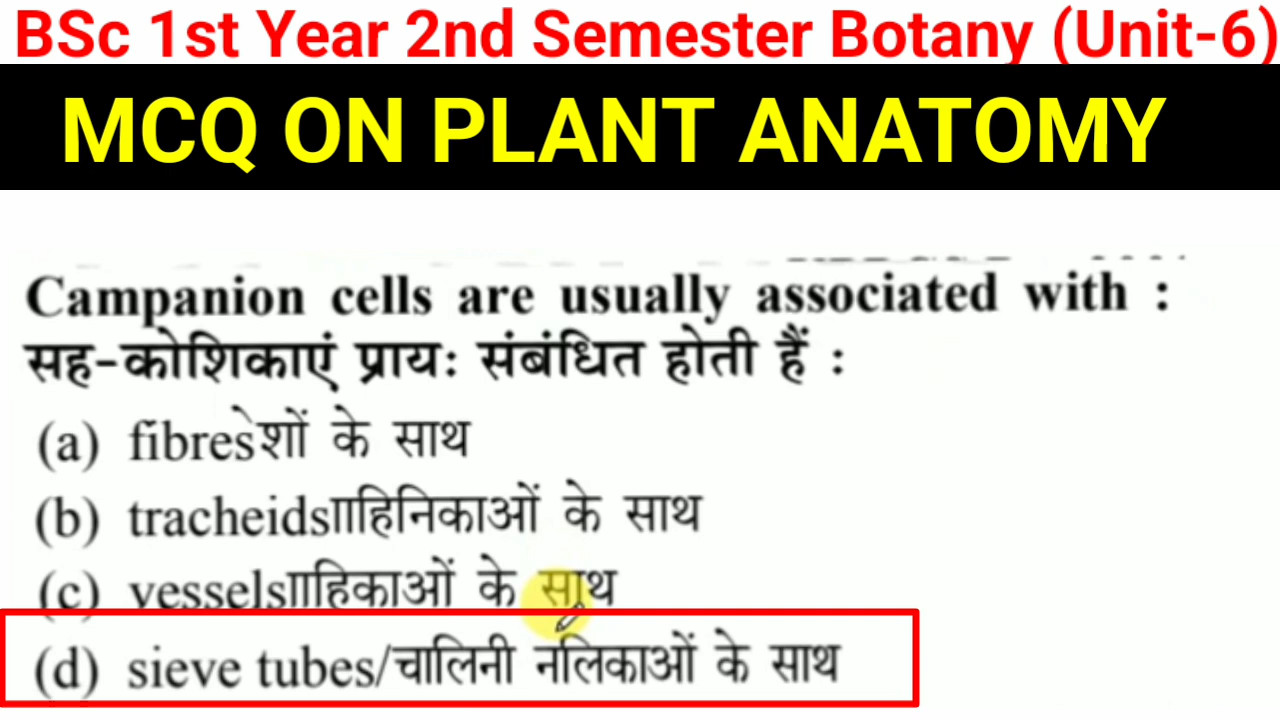 BSc 1st Year 2nd Semester Botany (Unit-6)
MCQ ON PLANT ANATOMY
Campanion cells are usually associated with :
सह-कोशिकाएं प्रायः संबंधित होती हैं :
(a) fibresेशों के साथ
(b) tracheidsााहिनिकाओं के साथ
(c) vesselsााहिकाओं के साथ
(d) sieve tubes/चालिनी नलिकाओं के साथ